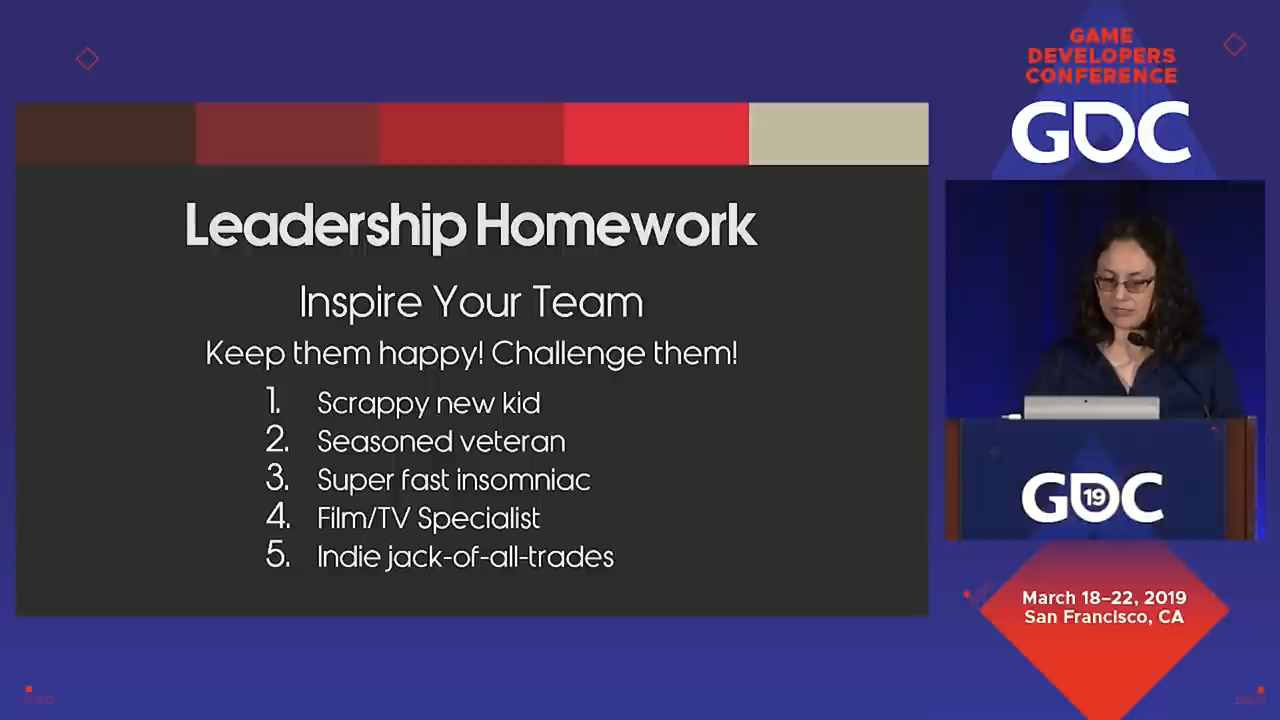 GAME
DEVELOPERS
CONFERENCE
GDC
Leadership Homework
Inspire Your Team
Keep them happy! Challenge them!
1. Scrappy new kid
2. Seasoned veteran
3. Super fast insomniac
4. Film/TV Specialist
5. Indie jack-of-all-trades
GDC
19
March 18–22, 2019
San Francisco, CA